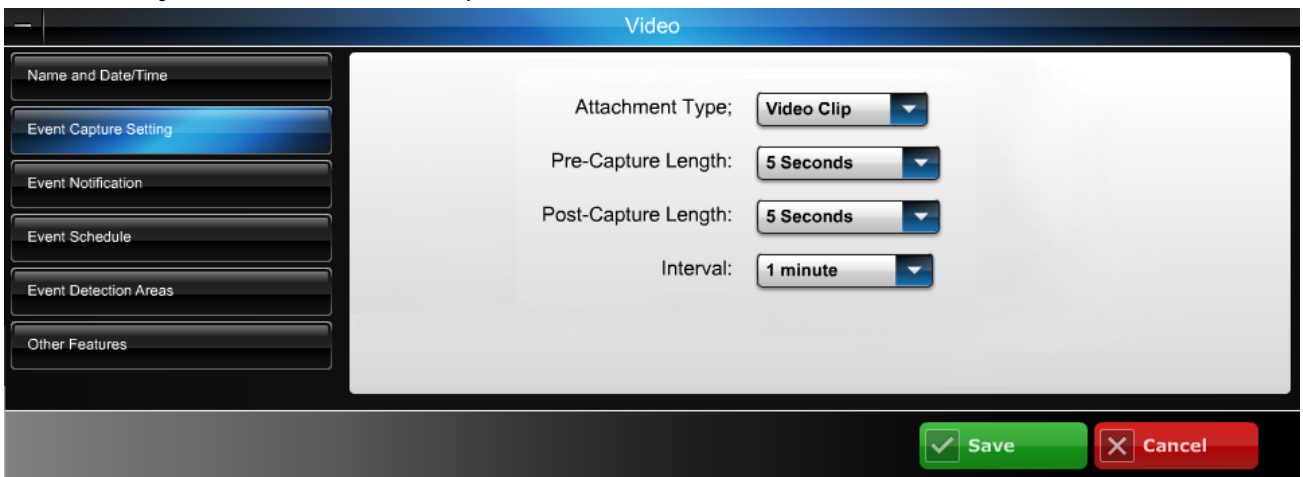 Video
Name and Date/Time
Event Capture Setting
Event Notification
Event Schedule
Event Detection Areas
Other Features
Attachment Type; Video Clip
Pre-Capture Length: 5 Seconds
Post-Capture Length: 5 Seconds
Interval: 1 minute
Save
Cancel